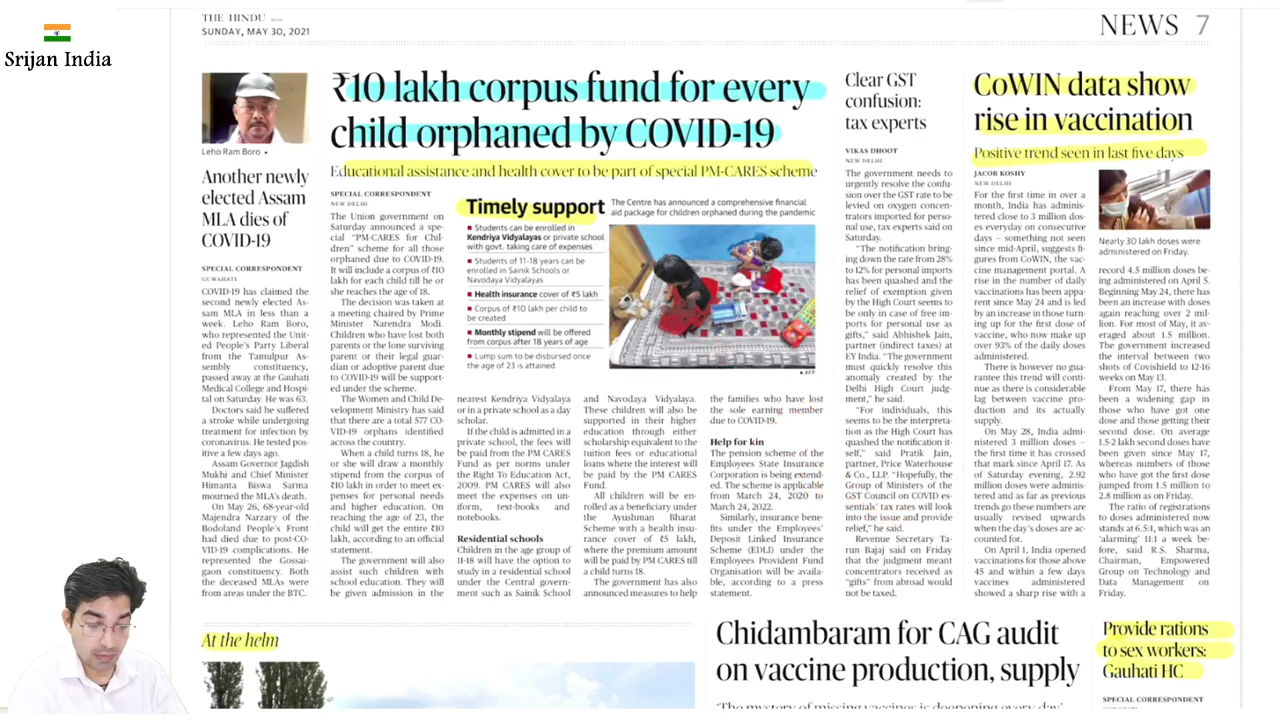 Srijan India
THE HINDU
SUNDAY, MAY 30, 2021
NEWS 7
Leho Ram Boro
Another newly
elected Assam
MLA dies of
COVID-19
SPECIAL CORRESPONDENT
GUWAHATI
COVID-19 has claimed the
second newly elected As-
sam MLA in less than a
week. Leho Ram Boro,
who represented the Unit-
ed People's Party Liberal
from the Tamulpur As-
sembly constituency,
passed away at the Gauhati
Medical College and Hospi-
tal on Saturday. He was 63.
Doctors said he suffered
a stroke while undergoing
treatment for infection by
coronavirus. He tested pos-
itive a few days ago.
Assam Governor Jagdish
Mukhi and Chief Minister
Himanta Biswa Sarma
mourned the MLA's death.
On May 26, 68-year-old
Majendra Narzary of the
Bodoland People's Front
had died due to post-CO-
VID-19 complications. He
represented the Gossai-
gaon constituency. Both
the deceased MLAs were
from areas under the BTC.
₹10 lakh corpus fund for every
child orphaned by COVID-19
Educational assistance and health cover to be part of special PM-CARES scheme
SPECIAL CORRESPONDENT
NEW DELHI
The Union government on
Saturday announced a spe-
cial "PM-CARES for Chil-
dren" scheme for all those
orphaned due to COVID-19.
It will include a corpus of ₹10
lakh for each child till he or
she reaches the age of 18.
The decision was taken at
a meeting chaired by Prime
Minister Narendra Modi.
Children who have lost both
parents or the lone surviving
parent or their legal guar-
dian or adoptive parent due
to COVID-19 will be support-
ed under the scheme.
The Women and Child De-
velopment Ministry has said
that there are a total 577 CO-
VID-19 orphans identified
across the country.
When a child turns 18, he
or she will draw a monthly
stipend from the corpus of
₹10 lakh in order to meet ex-
penses for personal needs
and higher education. On
reaching the age of 23, the
child will get the entire ₹10
lakh, according to an official
statement.
The government will also
assist such children with
school education. They will
be given admission in the
Timely support
The Centre has announced a comprehensive financial
aid package for children orphaned during the pandemic
■ Students can be enrolled in
Kendriya Vidyalayas or private school
with govt. taking care of expenses
■ Students of 11-18 years can be
enrolled in Sainik Schools or
Navodaya Vidyalayas
■ Health insurance cover of ₹5 lakh
■ Corpus of ₹10 lakh per child to
be created
■ Monthly stipend will be offered
from corpus after 18 years of age
■ Lump sum to be disbursed once
the age of 23 is attained
• AFP
nearest Kendriya Vidyalaya
or in a private school as a day
scholar.
If the child is admitted in a
private school, the fees will
be paid from the PM CARES
Fund as per norms under
the Right To Education Act,
2009. PM CARES will also
meet the expenses on un-
iform, text-books and
notebooks.
Residential schools
Children in the age group of
11-18 will have the option to
study in a residential school
under the Central govern-
ment such as Sainik School
and Navodaya Vidyalaya.
These children will also be
supported in their higher
education through either
scholarship equivalent to the
tuition fees or educational
loans where the interest will
be paid by the PM CARES
Fund.
All children will be en-
rolled as a beneficiary under
the Ayushman Bharat
Scheme with a health insu-
rance cover of ₹5 lakh,
where the premium amount
will be paid by PM CARES till
a child turns 18.
The government has also
announced measures to help
the families who have lost
the sole earning member
due to COVID-19.
Help for kin
The pension scheme of the
Employees State Insurance
Corporation is being extend-
ed. The scheme is applicable
from March 24, 2020 to
March 24, 2022.
Similarly, insurance bene-
fits under the Employees'
Deposit Linked Insurance
Scheme (EDLI) under the
Employees Provident Fund
Organisation will be availa-
ble, according to a press
statement.
Clear GST
confusion:
tax experts
VIKAS DHOOT
NEW DELHI
The government needs to
urgently resolve the confu-
sion over the GST rate to be
levied on oxygen concen-
trators imported for perso-
nal use, tax experts said on
Saturday.
"The notification bring-
ing down the rate from 28%
to 12% for personal imports
has been quashed and the
relief of exemption given
by the High Court seems to
be only in case of free im-
ports for personal use as
gifts," said Abhishek Jain,
partner (indirect taxes) at
EY India. "The government
must quickly resolve this
anomaly created by the
Delhi High Court judg-
ment," he said.
"For individuals, this
seems to be the interpreta-
tion as the High Court has
quashed the notification it-
self," said Pratik Jain,
partner, Price Waterhouse
& Co., LLP. "Hopefully, the
Group of Ministers of the
GST Council on COVID es-
sentials' tax rates will look
into the issue and provide
relief," he said.
Revenue Secretary Ta-
run Bajaj said on Friday
that the judgment meant
concentrators received as
"gifts" from abroad would
not be taxed.
CoWIN data show
rise in vaccination
Positive trend seen in last five days
JACOB KOSHY
NEW DELHI
For the first time in over a
month, India has adminis-
tered close to 3 million dos-
es everyday on consecutive
days – something not seen
since mid-April, suggests fi-
gures from CoWIN, the vac-
cine management portal. A
rise in the number of daily
vaccinations has been appa-
rent since May 24 and is led
by an increase in those turn-
ing up for the first dose of
vaccine, who now make up
over 93% of the daily doses
administered.
There is however no gua-
rantee this trend will conti-
nue as there is considerable
lag between vaccine pro-
duction and its actually
supply.
On May 28, India ad-
ministered 3 million doses –
the first time it has crossed
that mark since April 17. As
of Saturday evening, 2.92
million doses were adminis-
tered and as far as previous
trends go these numbers are
usually revised upwards
when the day's doses are ac-
counted for.
On April 1, India opened
vaccinations for those above
45 and within a few days
vaccines administered
showed a sharp rise with a
Nearly 30 lakh doses were
administered on Friday.
record 4.5 million doses be-
ing administered on April 5.
Beginning May 24, there has
been an increase with doses
again reaching over 2 mil-
lion. For most of May, it av-
eraged about 1.5 million.
The government increased
the interval between two
shots of Covishield to 12-16
weeks on May 13.
From May 17, there has
been a widening gap in
those who have got one
dose and those getting their
second dose. On average
1.5-2 lakh second doses have
been given since May 17,
whereas numbers of those
who have got the first dose
jumped from 1.5 million to
2.8 million as on Friday.
The ratio of registrations
to doses administered now
stands at 6.5:1, which was an
'alarming' 11:1 a week be-
fore, said R.S. Sharma,
Chairman, Empowered
Group on Technology and
Data Management on
Friday.
At the helm
Chidambaram for CAG audit
on vaccine production, supply
'The mystery of missing vaccines is deepening every day'
Provide rations
to sex workers:
Gauhati HC
SPECIAL CORRESPONDENT